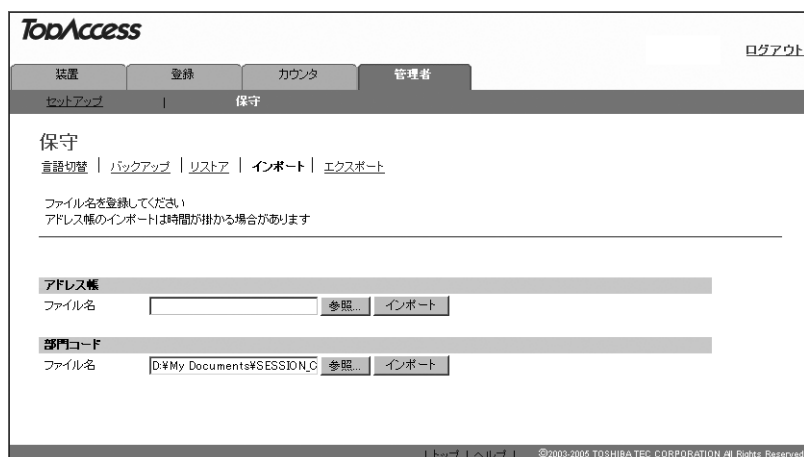 TopAccess
ログアウト
装置 登録 カウンタ 管理者
セットアップ | 保守
保守
言語切替 | バックアップ | リストア | インポート | エクスポート
ファイル名を登録してください
アドレス帳のインポートは時間が掛かる場合があります
アドレス帳
ファイル名 参照... インポート
部門コード
ファイル名 D:¥My Documents¥SESSION_C 参照... インポート
| トップ | ヘルプ | ©2003-2005 TOSHIBA TEC CORPORATION All Rights Reserved